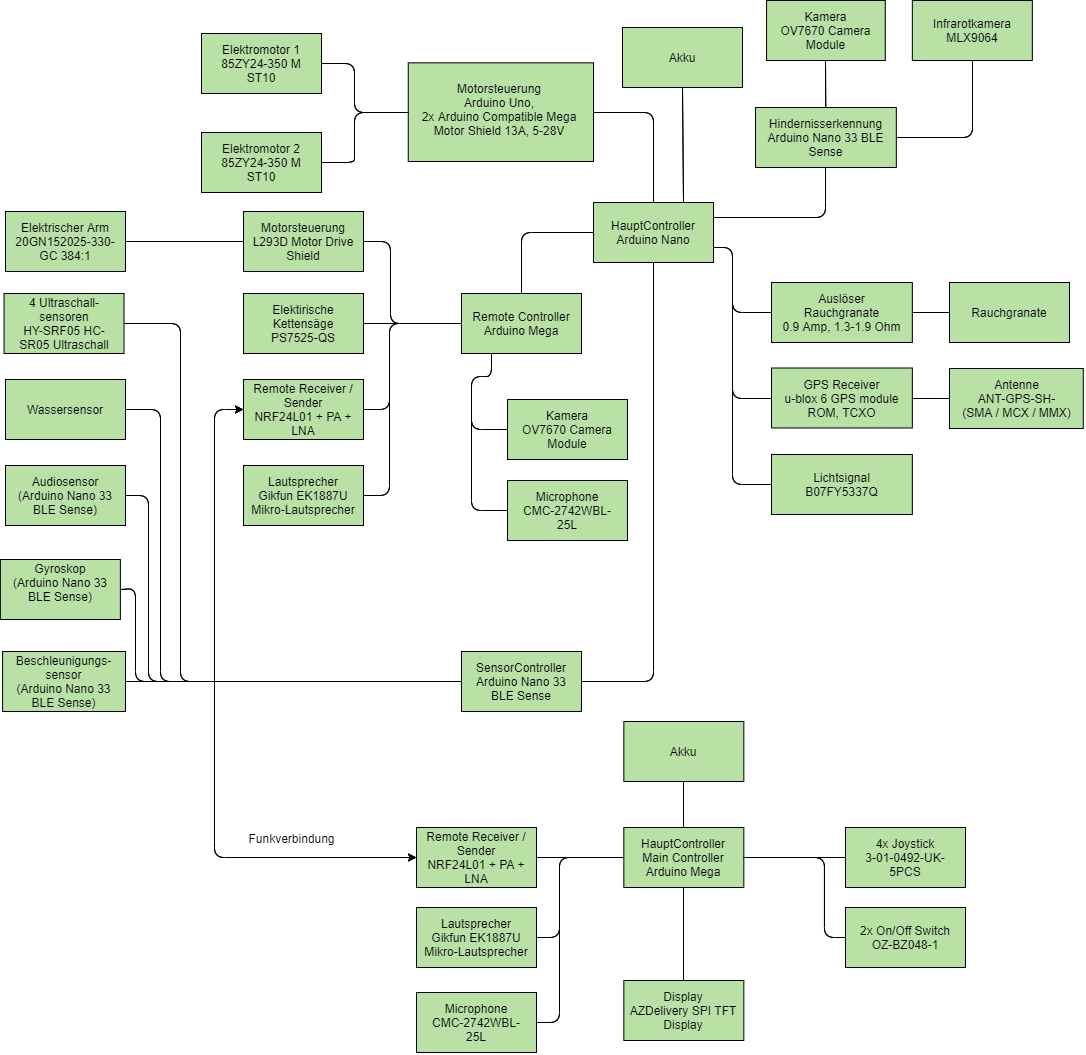 Kamera
OV7670 Camera
Module
Infrarotkamera
MLX9064
Elektromotor 1
85ZY24-350 M
ST10
Akku
Motorsteuerung
Arduino Uno,
2x Arduino Compatible Mega
Motor Shield 13A, 5-28V
Hindernisserkennung
Arduino Nano 33 BLE
Sense
Elektromotor 2
85ZY24-350 M
ST10
Elektrischer Arm
20GN152025-330-
GC 384:1
Motorsteuerung
L293D Motor Drive
Shield
HauptController
Arduino Nano
4 Ultraschall-
sensoren
HY-SRF05 HC-
SR05 Ultraschall
Elektirische
Kettensäge
PS7525-QS
Remote Controller
Arduino Mega
Auslöser
Rauchgranate
0.9 Amp, 1.3-1.9 Ohm
Rauchgranate
Wassersensor
Remote Receiver /
Sender
NRF24L01 + PA +
LNA
Kamera
OV7670 Camera
Module
GPS Receiver
u-blox 6 GPS module
ROM, TCXO
Antenne
ANT-GPS-SH-
(SMA / MCX / MMX)
Audiosensor
(Arduino Nano 33
BLE Sense)
Lautsprecher
Gikfun EK1887U
Mikro-Lautsprecher
Microphone
CMC-2742WBL-
25L
Lichtsignal
B07FY5337Q
Gyroskop
(Arduino Nano 33
BLE Sense)
Beschleunigungs-
sensor
(Arduino Nano 33
BLE Sense)
SensorController
Arduino Nano 33
BLE Sense
Akku
Funkverbindung
Remote Receiver /
Sender
NRF24L01 + PA +
LNA
HauptController
Main Controller
Arduino Mega
4x Joystick
3-01-0492-UK-
5PCS
Lautsprecher
Gikfun EK1887U
Mikro-Lautsprecher
2x On/Off Switch
OZ-BZ048-1
Microphone
CMC-2742WBL-
25L
Display
AZDelivery SPI TFT
Display